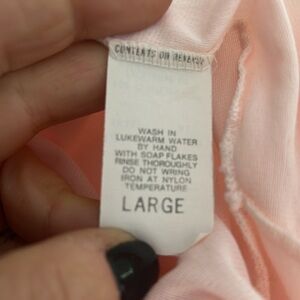 CONTENTS ON REVERSE
WASH IN
LUKEWARM WATER
BY HAND
WITH SOAP FLAKES
RINSE THOROUGHLY
DO NOT WRING
IRON AT NYLON
TEMPERATURE
LARGE